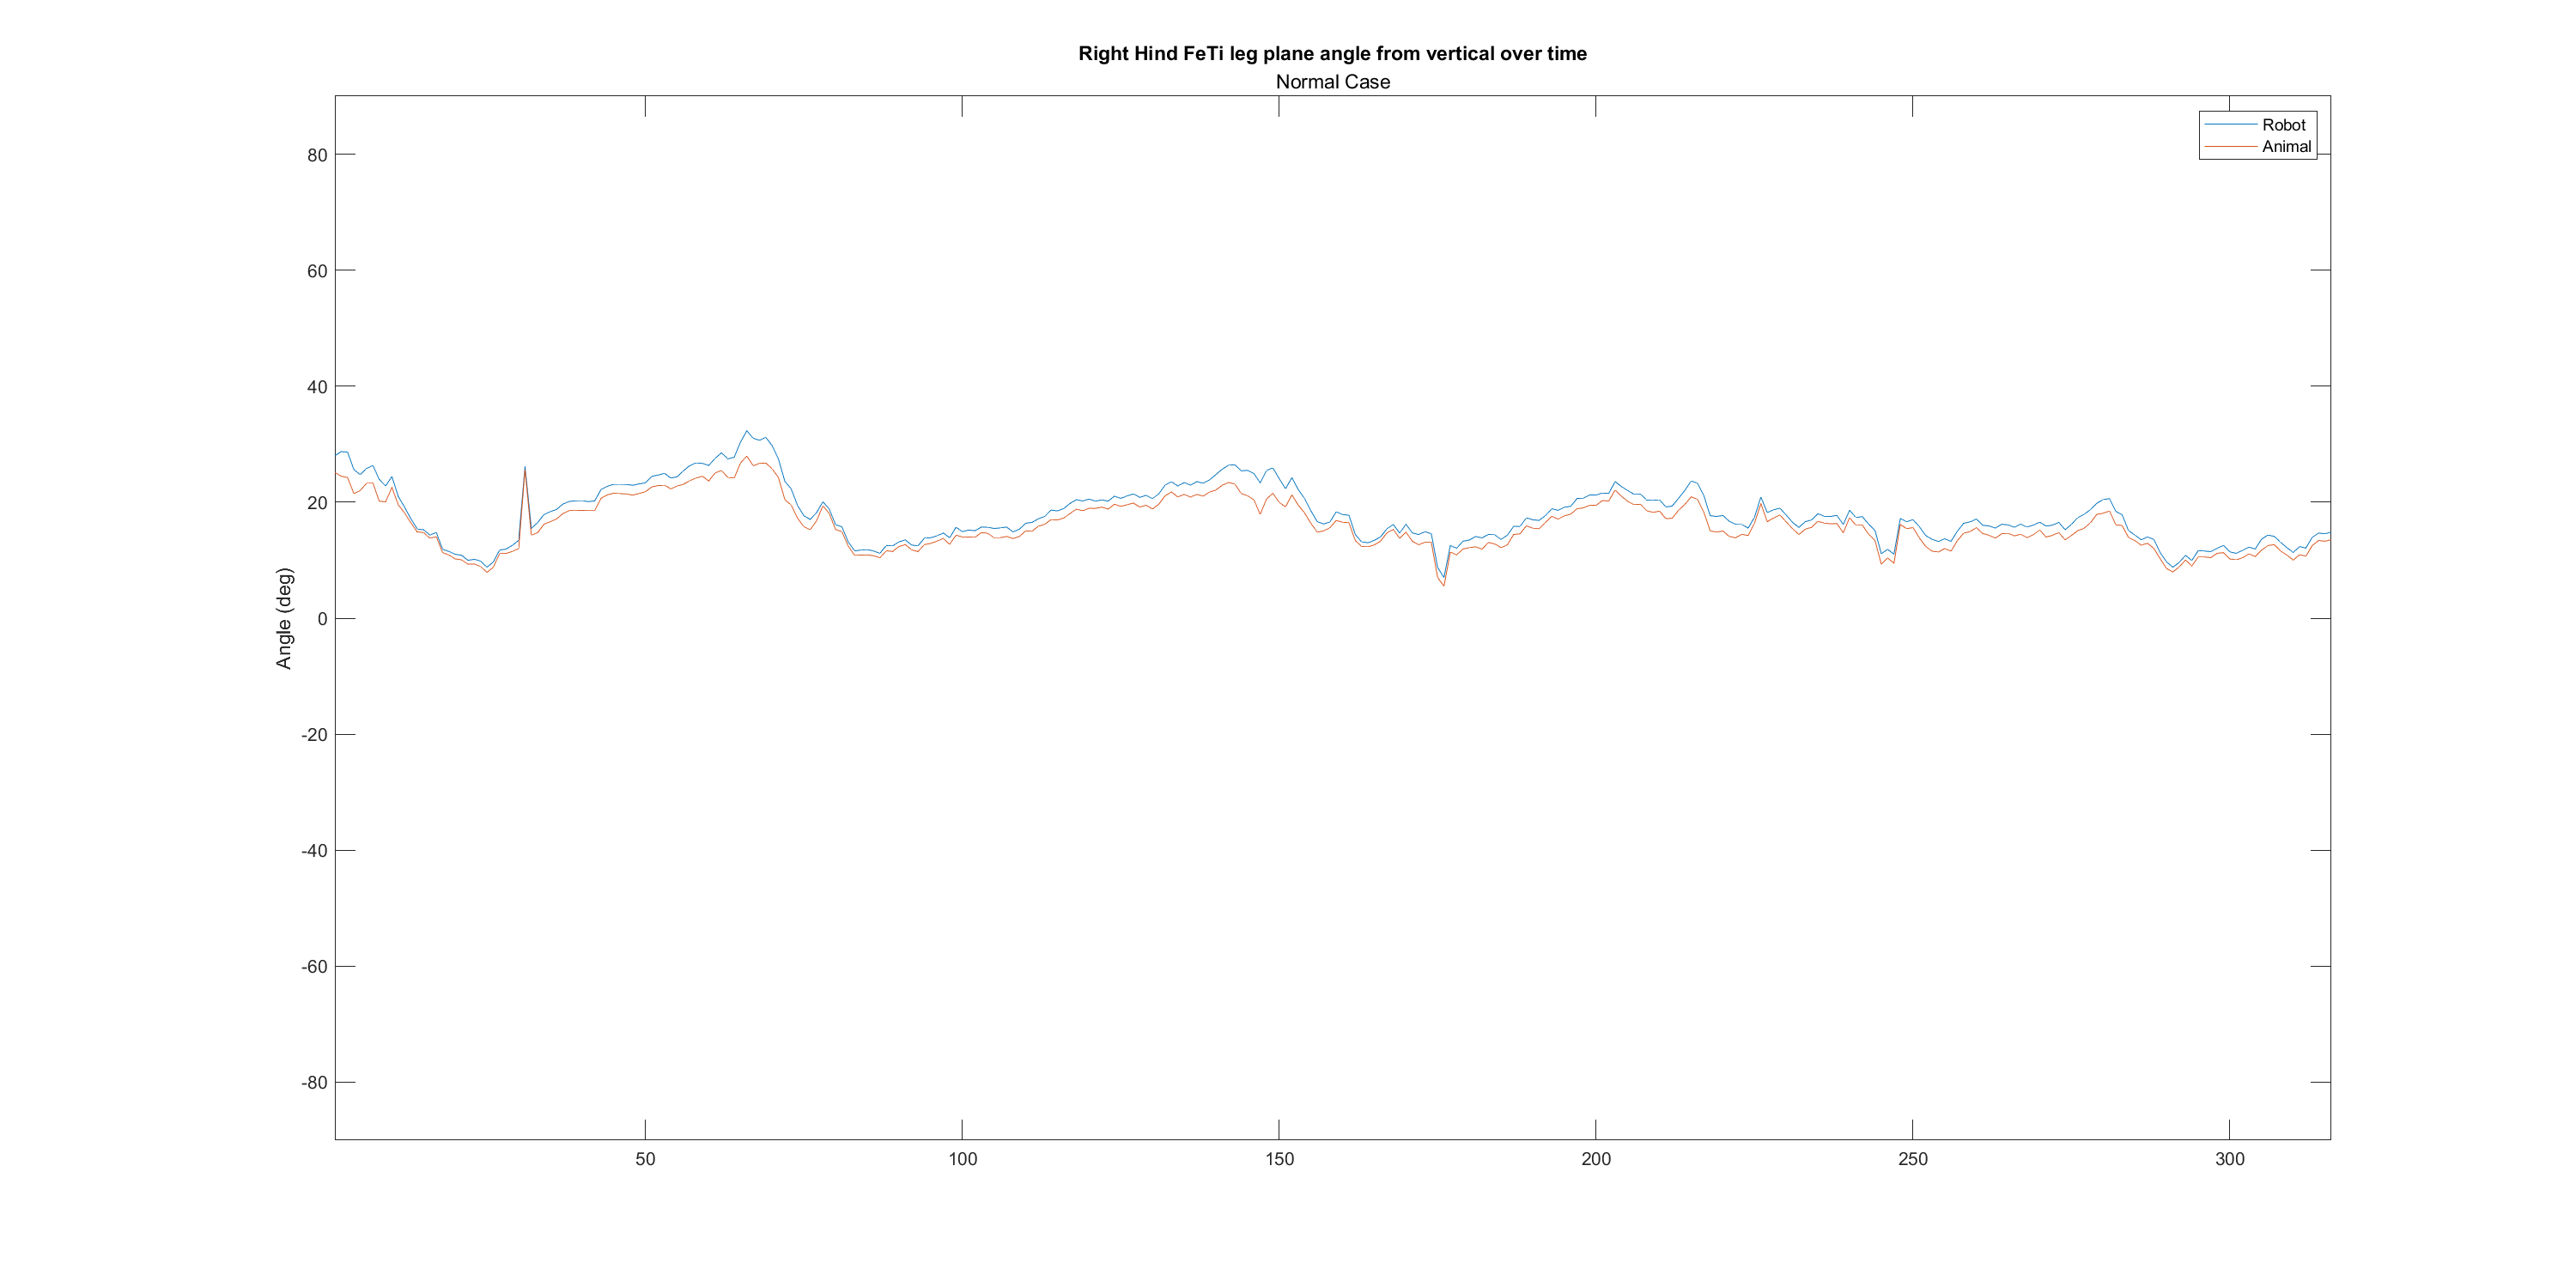 Right Hind FeTi leg plane angle from vertical over time
Normal Case
Robot
Animal
80
60
40
20
0
-20
-40
-60
-80
Angle (deg)
50 100 150 200 250 300